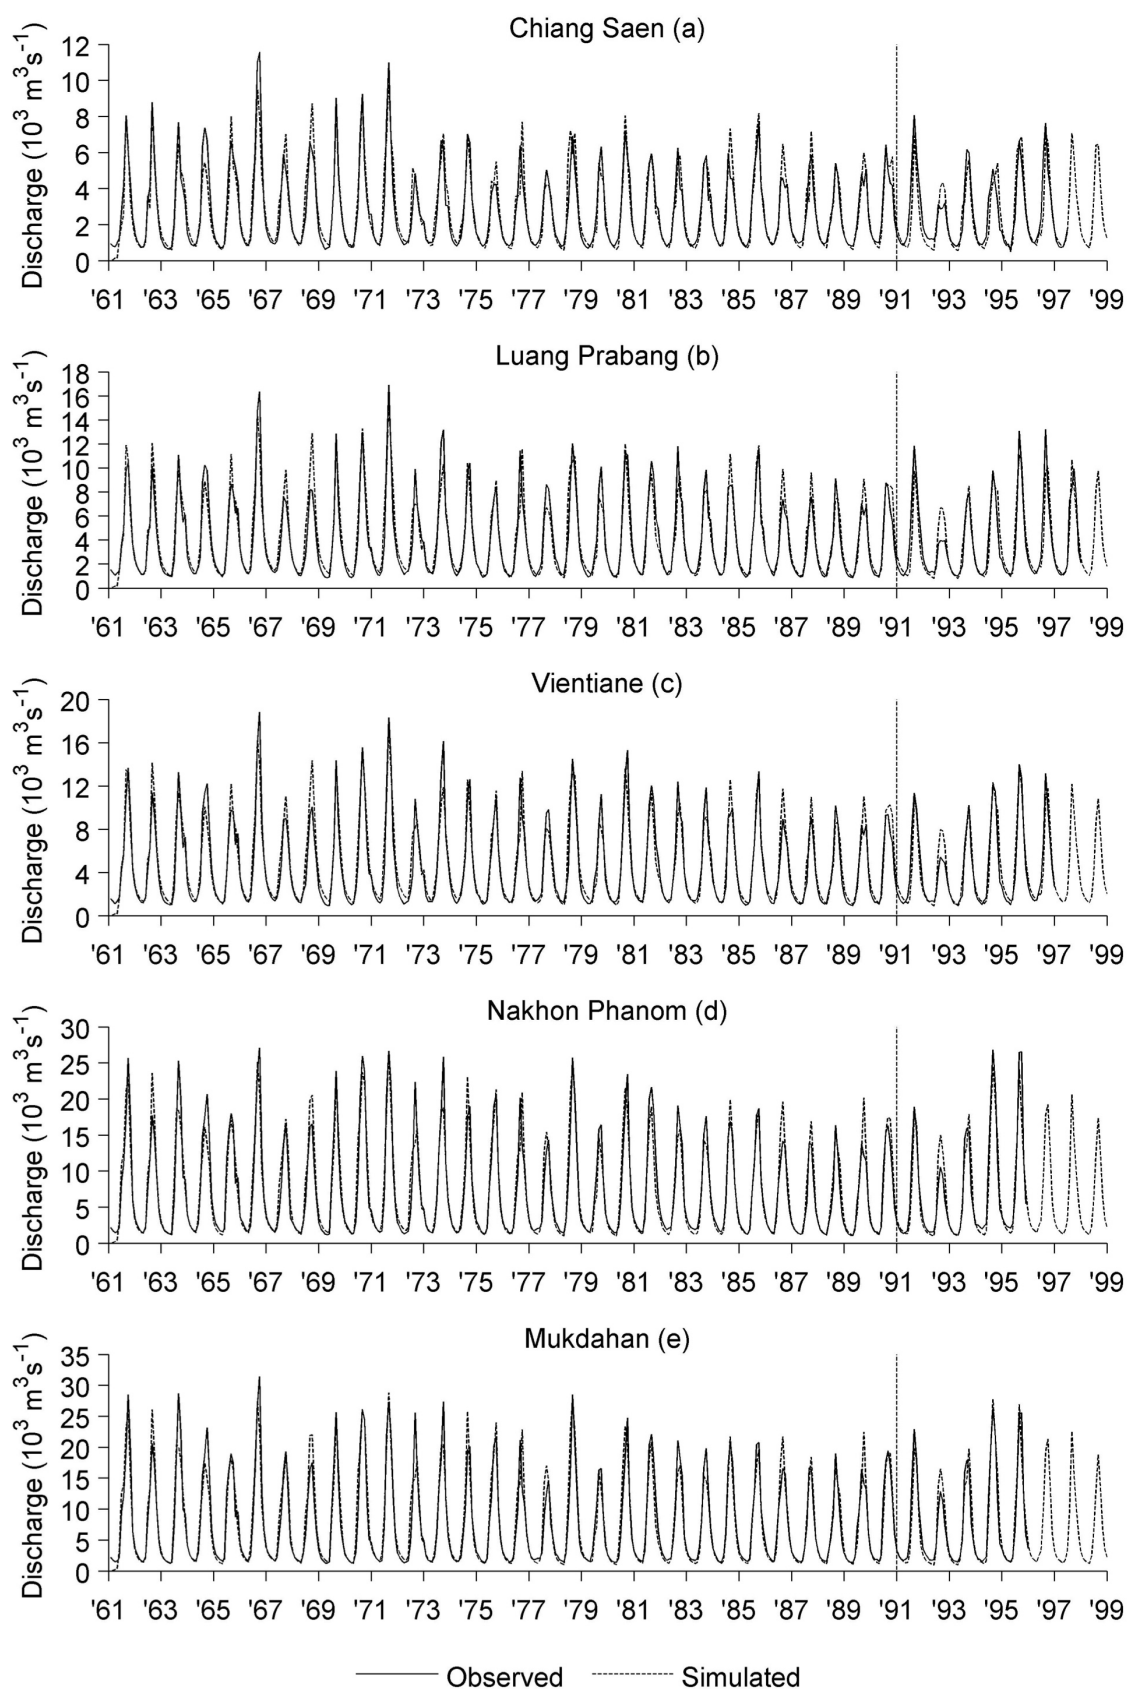 Chiang Saen (a)
Discharge (10³ m³s⁻¹)
12
10
8
6
4
2
0
'61 '63 '65 '67 '69 '71 '73 '75 '77 '79 '81 '83 '85 '87 '89 '91 '93 '95 '97 '99
Luang Prabang (b)
Discharge (10³ m³s⁻¹)
18
16
14
12
10
8
6
4
2
0
'61 '63 '65 '67 '69 '71 '73 '75 '77 '79 '81 '83 '85 '87 '89 '91 '93 '95 '97 '99
Vientiane (c)
Discharge (10³ m³s⁻¹)
20
16
12
8
4
0
'61 '63 '65 '67 '69 '71 '73 '75 '77 '79 '81 '83 '85 '87 '89 '91 '93 '95 '97 '99
Nakhon Phanom (d)
Discharge (10³ m³s⁻¹)
30
25
20
15
10
5
0
'61 '63 '65 '67 '69 '71 '73 '75 '77 '79 '81 '83 '85 '87 '89 '91 '93 '95 '97 '99
Mukdahan (e)
Discharge (10³ m³s⁻¹)
35
30
25
20
15
10
5
0
'61 '63 '65 '67 '69 '71 '73 '75 '77 '79 '81 '83 '85 '87 '89 '91 '93 '95 '97 '99
Observed Simulated